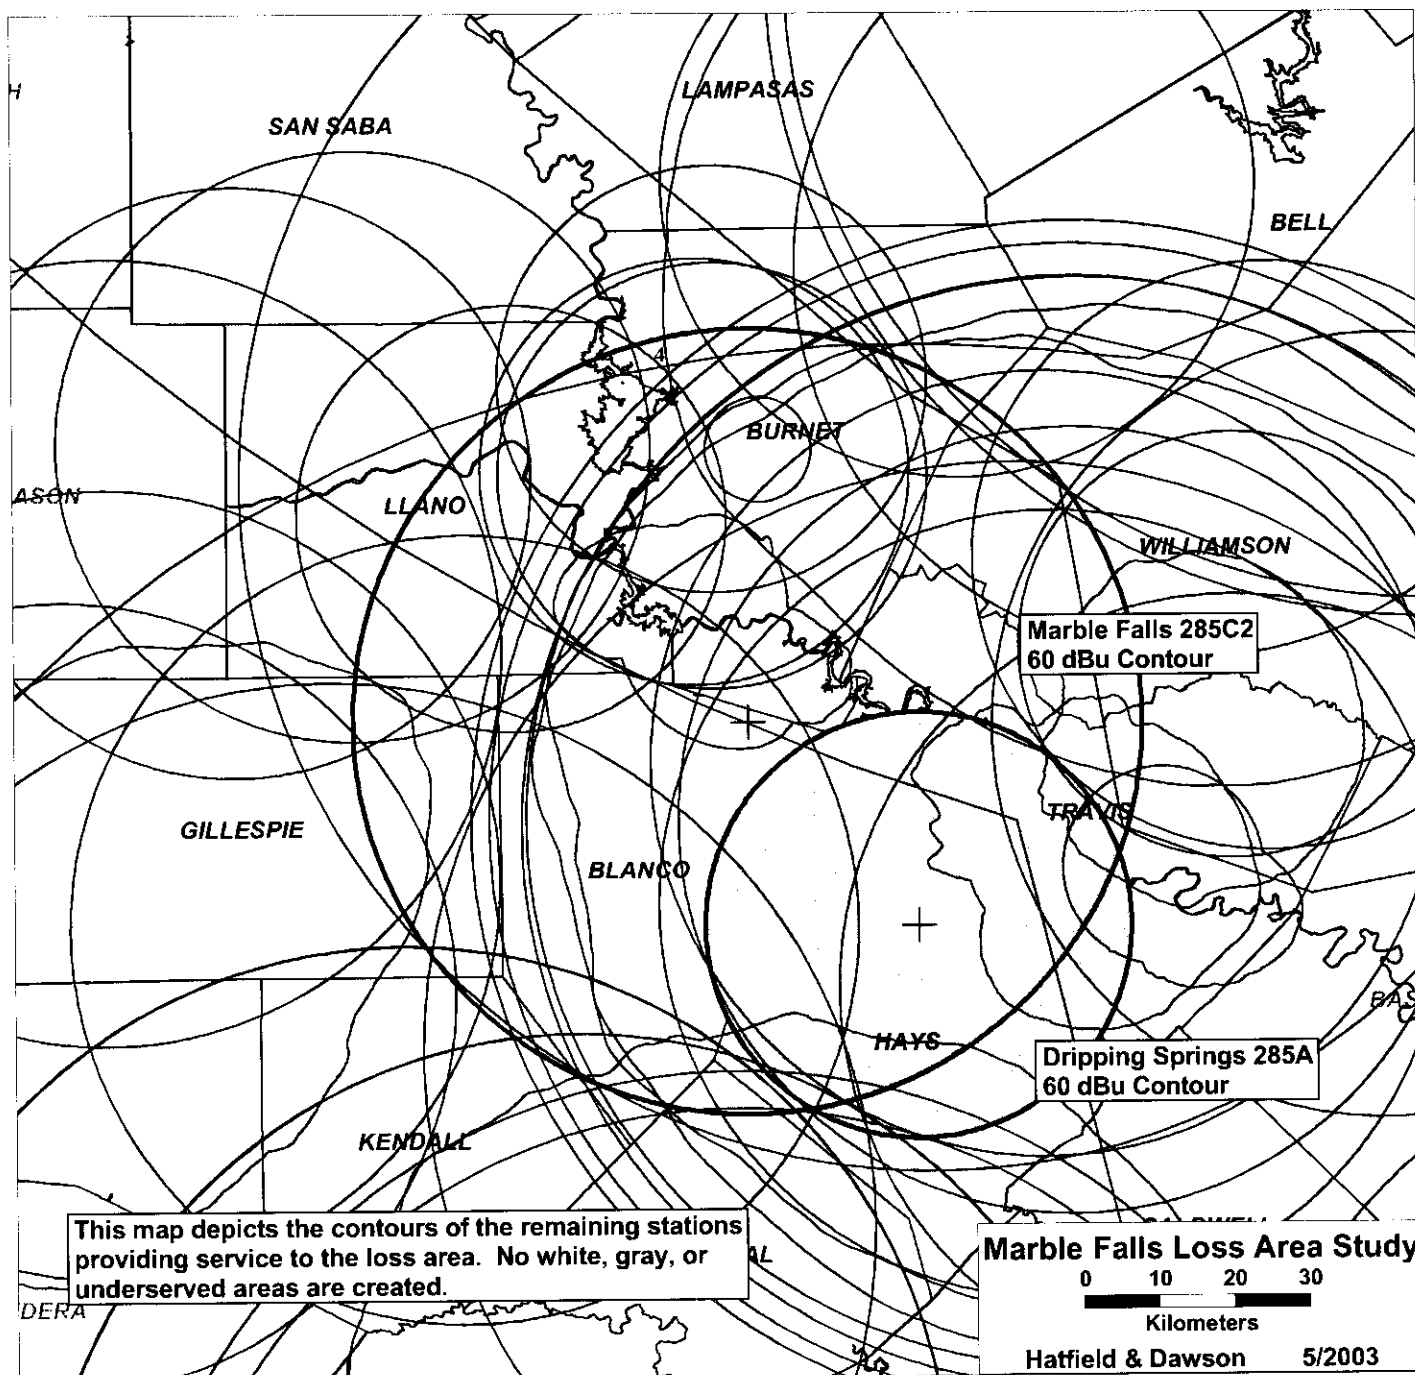 H
LAMPASAS
SAN SABA
BELL
4
BURNET
ASON
LLANO
WILLIAMSON
Marble Falls 285C2
60 dBu Contour
TRAVIS
GILLESPIE
BLANCO
BAS
HAYS
Dripping Springs 285A
60 dBu Contour
KENDALL
This map depicts the contours of the remaining stations
providing service to the loss area. No white, gray, or
underserved areas are created.
AL
DERA
Marble Falls Loss Area Study
0 10 20 30
Kilometers
Hatfield & Dawson 5/2003